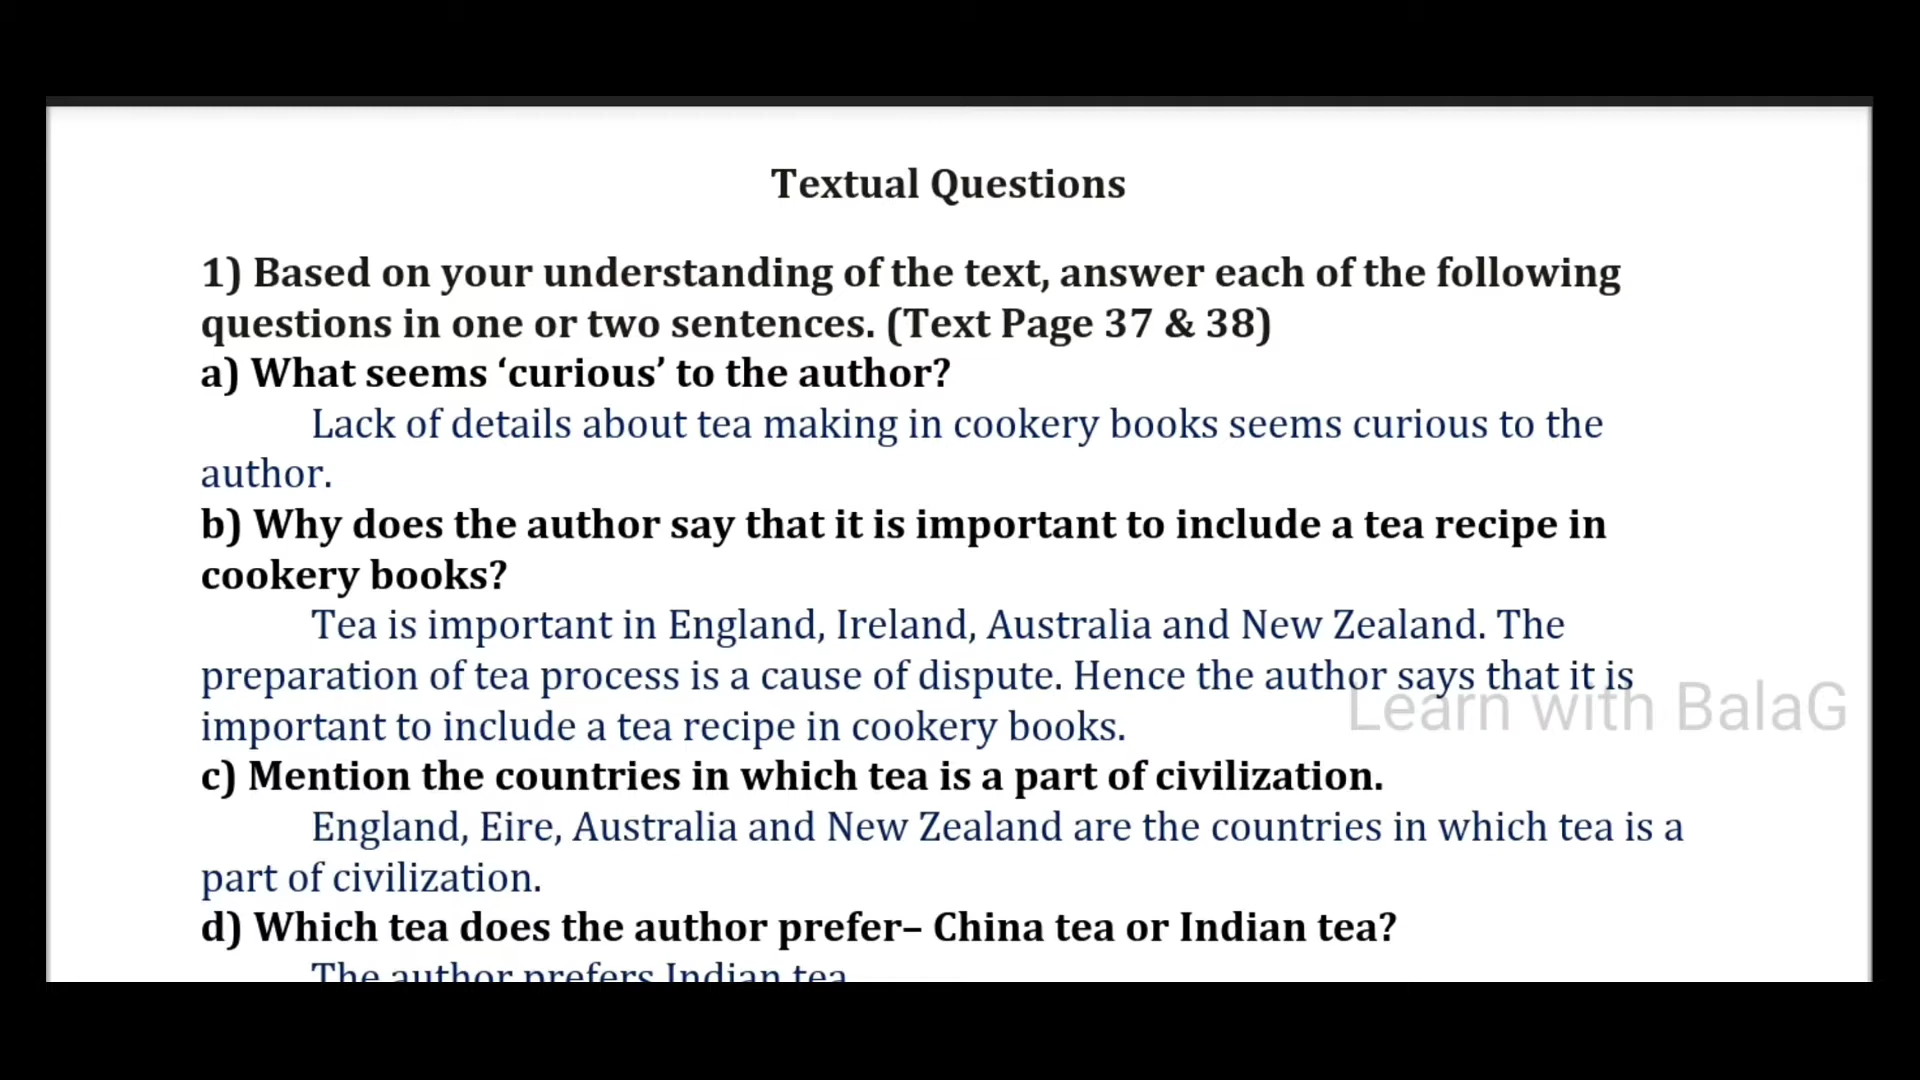 Textual Questions
1) Based on your understanding of the text, answer each of the following
questions in one or two sentences. (Text Page 37 & 38)
a) What seems ‘curious’ to the author?
Lack of details about tea making in cookery books seems curious to the
author.
b) Why does the author say that it is important to include a tea recipe in
cookery books?
Tea is important in England, Ireland, Australia and New Zealand. The
preparation of tea process is a cause of dispute. Hence the author says that it is
important to include a tea recipe in cookery books.
Learn with BalaG
c) Mention the countries in which tea is a part of civilization.
England, Eire, Australia and New Zealand are the countries in which tea is a
part of civilization.
d) Which tea does the author prefer– China tea or Indian tea?
The author prefers Indian tea